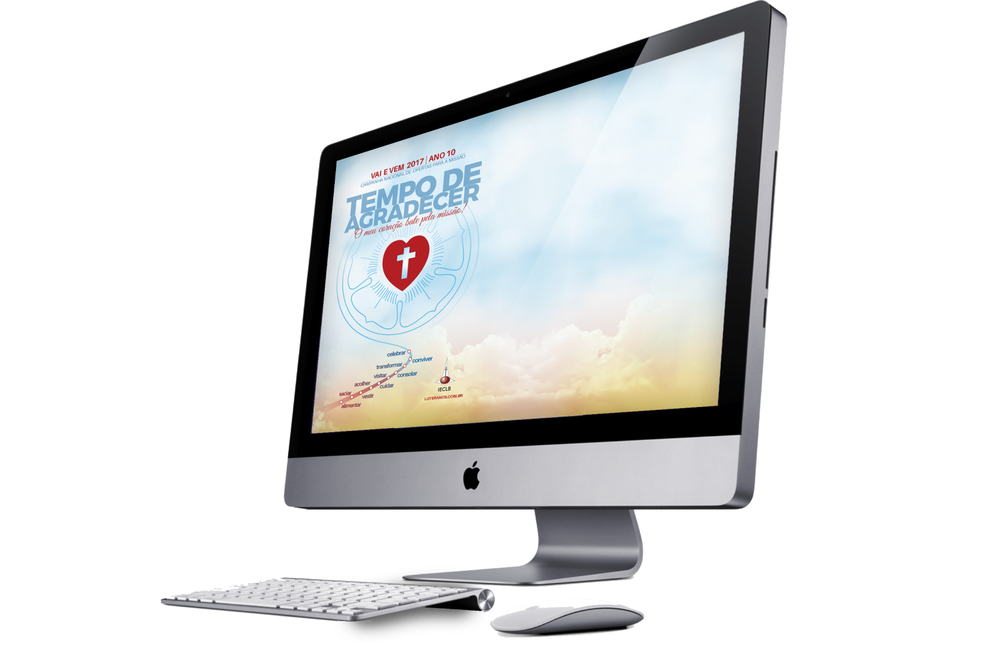 VAI E VEM 2017 | ANO 10
CAMPANHA NACIONAL DE OFERTAS PARA A MISSÃO
TEMPO DE
AGRADECER
O meu coração bate pela missão!
celebrar
conviver
transformar
consolar
visitar
cuidar
acolher
vestir
saciar
alimentar
IECLB
LUTERANOS.COM.BR